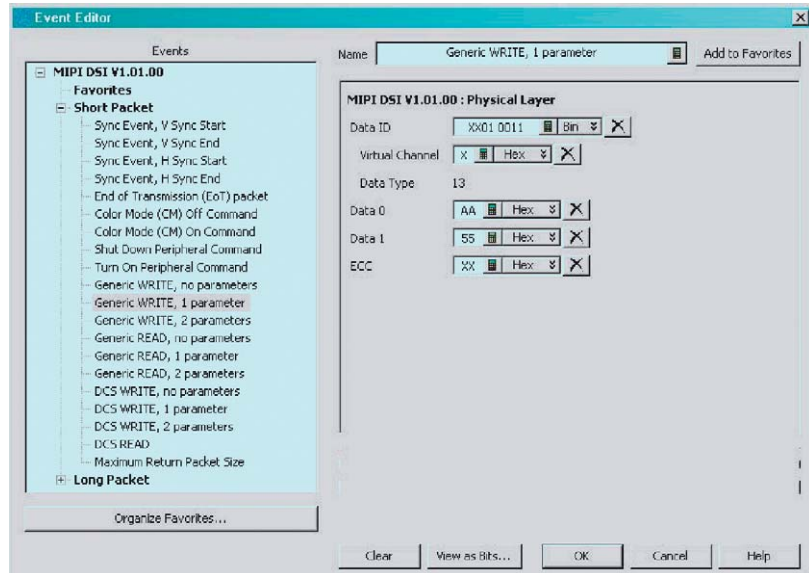 Event Editor
Events
MIPI DSI V1.01.00
Favorites
Short Packet
Sync Event, V Sync Start
Sync Event, V Sync End
Sync Event, H Sync Start
Sync Event, H Sync End
End of Transmission (EoT) packet
Color Mode (CM) Off Command
Color Mode (CM) On Command
Shut Down Peripheral Command
Turn On Peripheral Command
Generic WRITE, no parameters
Generic WRITE, 1 parameter
Generic WRITE, 2 parameters
Generic READ, no parameters
Generic READ, 1 parameter
Generic READ, 2 parameters
DCS WRITE, no parameters
DCS WRITE, 1 parameter
DCS WRITE, 2 parameters
DCS READ
Maximum Return Packet Size
Long Packet
Organize Favorites...
Name Generic WRITE, 1 parameter Add to Favorites
MIPI DSI V1.01.00 : Physical Layer
Data ID XX01 0011 Bin
Virtual Channel X Hex
Data Type 13
Data 0 AA Hex
Data 1 55 Hex
ECC XX Hex
Clear View as Bits... OK Cancel Help